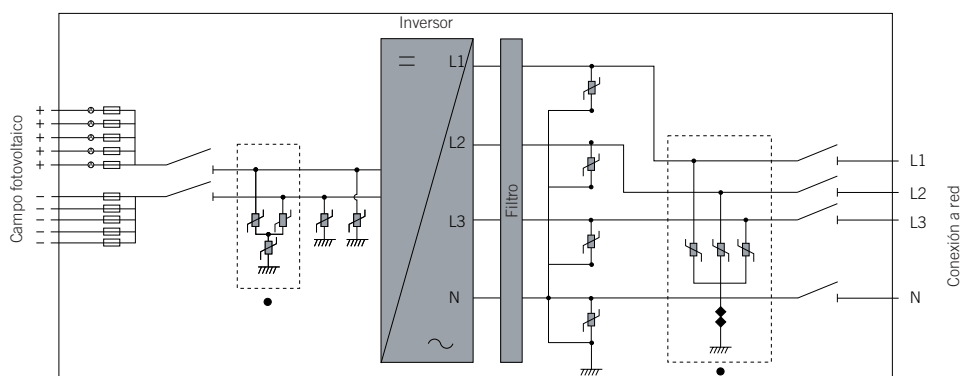 Inversor
Campo fotovoltaico
+
+
+
+
+
−
−
−
−
−
L1
L2
L3
N
Filtro
L1
L2
L3
N
Conexión a red